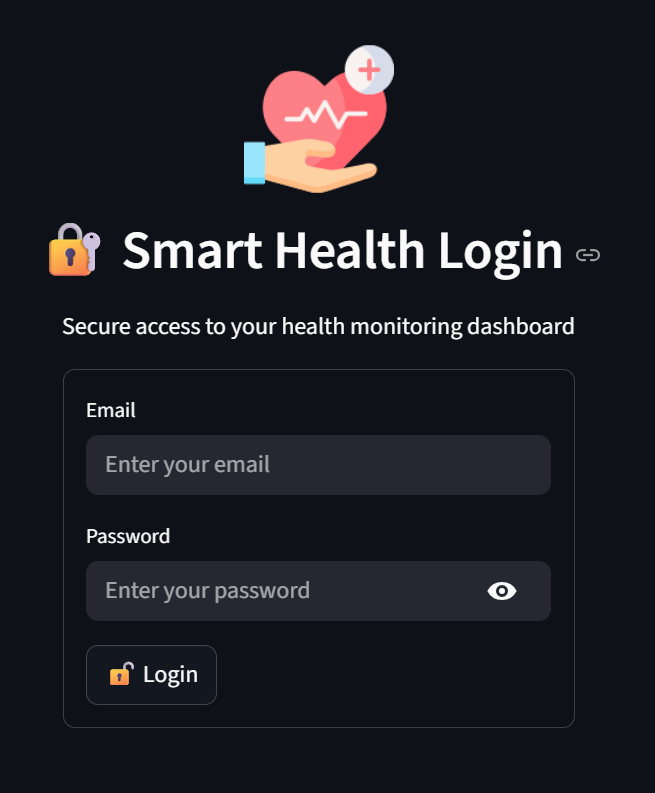 Smart Health Login
Secure access to your health monitoring dashboard
Email
Enter your email
Password
Enter your password
Login